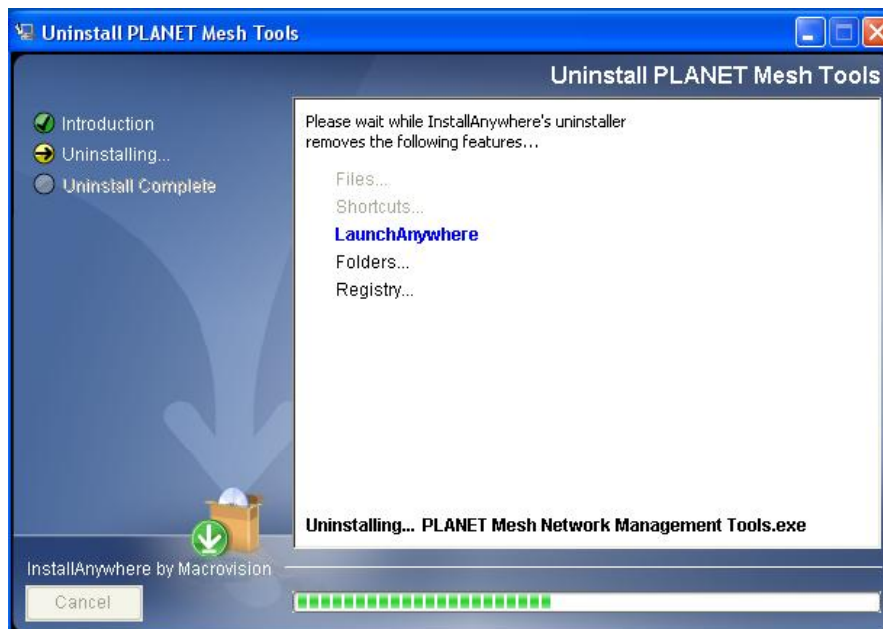 Uninstall PLANET Mesh Tools
Uninstall PLANET Mesh Tools
Introduction
Uninstalling...
Uninstall Complete
Please wait while InstallAnywhere's uninstaller
removes the following features...
Files...
Shortcuts...
LaunchAnywhere
Folders...
Registry...
Uninstalling... PLANET Mesh Network Management Tools.exe
InstallAnywhere by Macrovision
Cancel